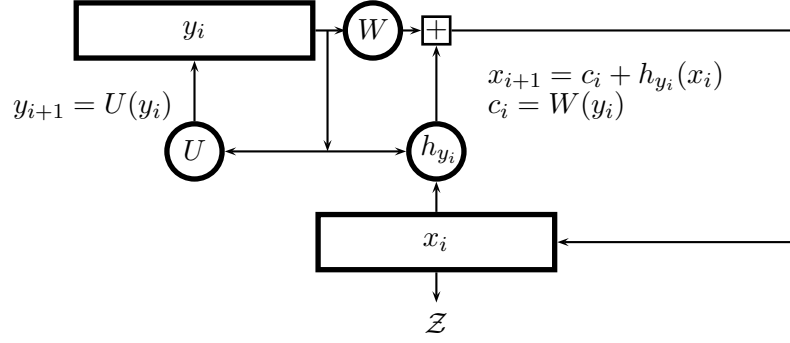 y_i
W
+
x_{i+1} = c_i + h_{y_i}(x_i)
c_i = W(y_i)
y_{i+1} = U(y_i)
U
h_{y_i}
x_i
𝒵